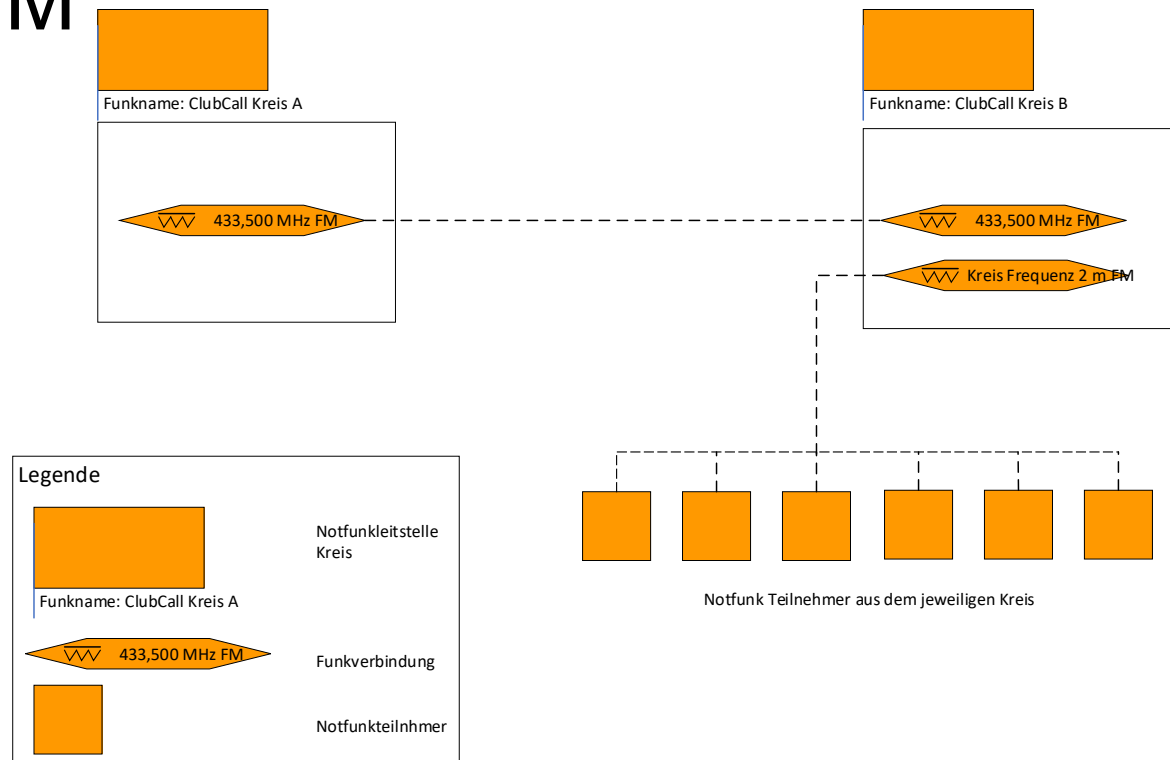 M
Funkname: ClubCall Kreis A
Funkname: ClubCall Kreis B
433,500 MHz FM
433,500 MHz FM
Kreis Frequenz 2 m FM
Legende
Notfunkleitstelle
Kreis
Funkname: ClubCall Kreis A
433,500 MHz FM
Funkverbindung
Notfunkteilnhmer
Notfunk Teilnehmer aus dem jeweiligen Kreis